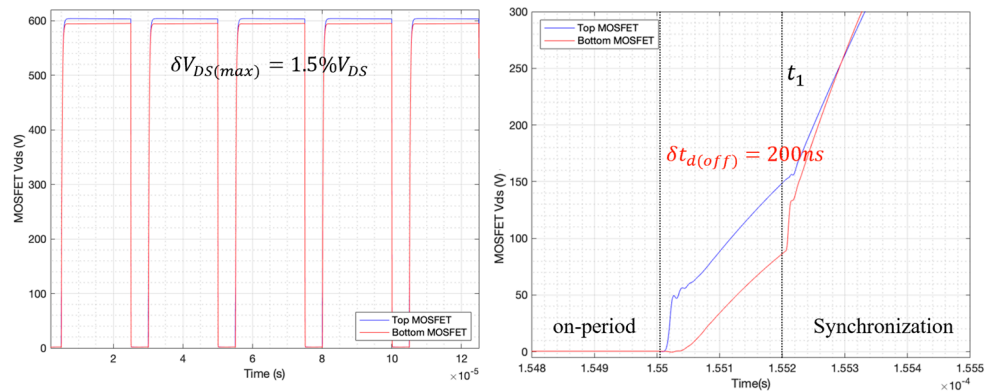 MOSFET Vds (V)
600
500
400
300
200
100
0
2
4
6
8
10
12
Time (s)
×10⁻⁵
δV_DS(max) = 1.5%V_DS
Top MOSFET
Bottom MOSFET
MOSFET Vds (V)
300
250
200
150
100
50
0
1.548
1.549
1.55
1.551
1.552
1.553
1.554
1.555
Time(s)
×10⁻⁴
Top MOSFET
Bottom MOSFET
t₁
δt_d(off) = 200ns
on-period
Synchronization